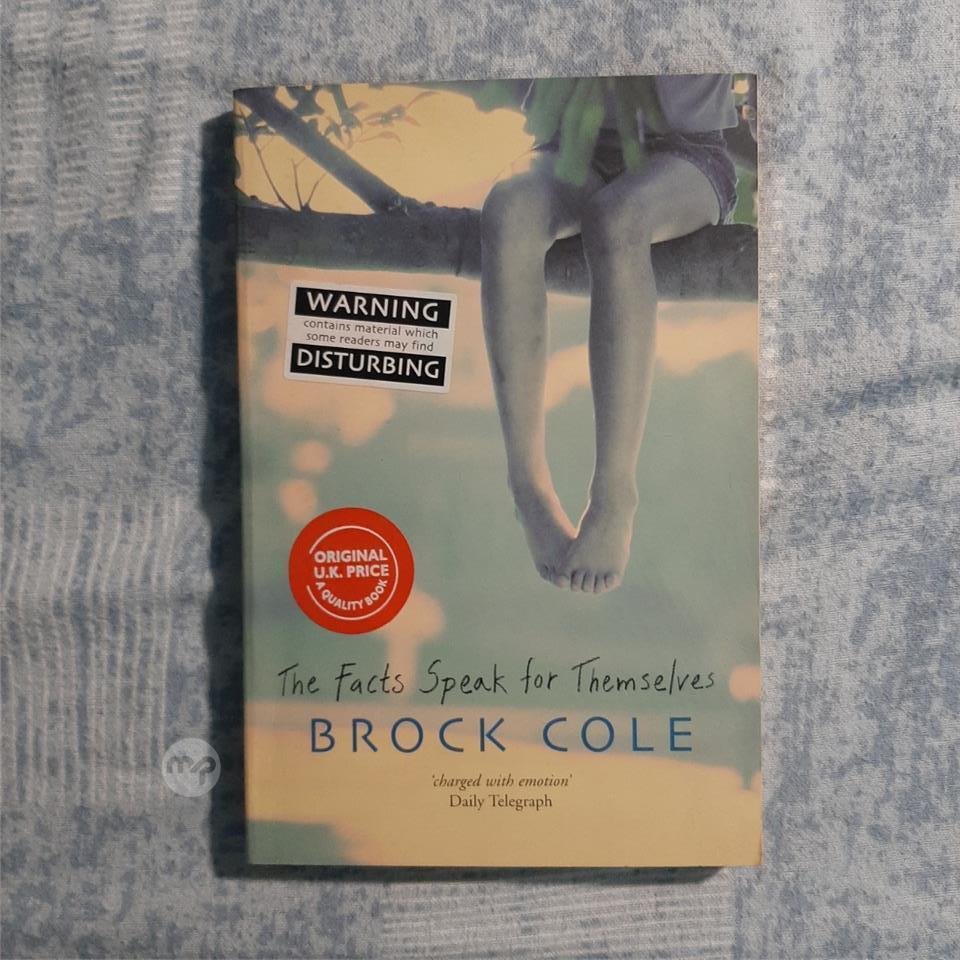 WARNING
contains material which
some readers may find
DISTURBING
ORIGINAL
U.K. PRICE
A QUALITY BOOK
The Facts Speak for Themselves
BROCK COLE
'charged with emotion'
Daily Telegraph
mp